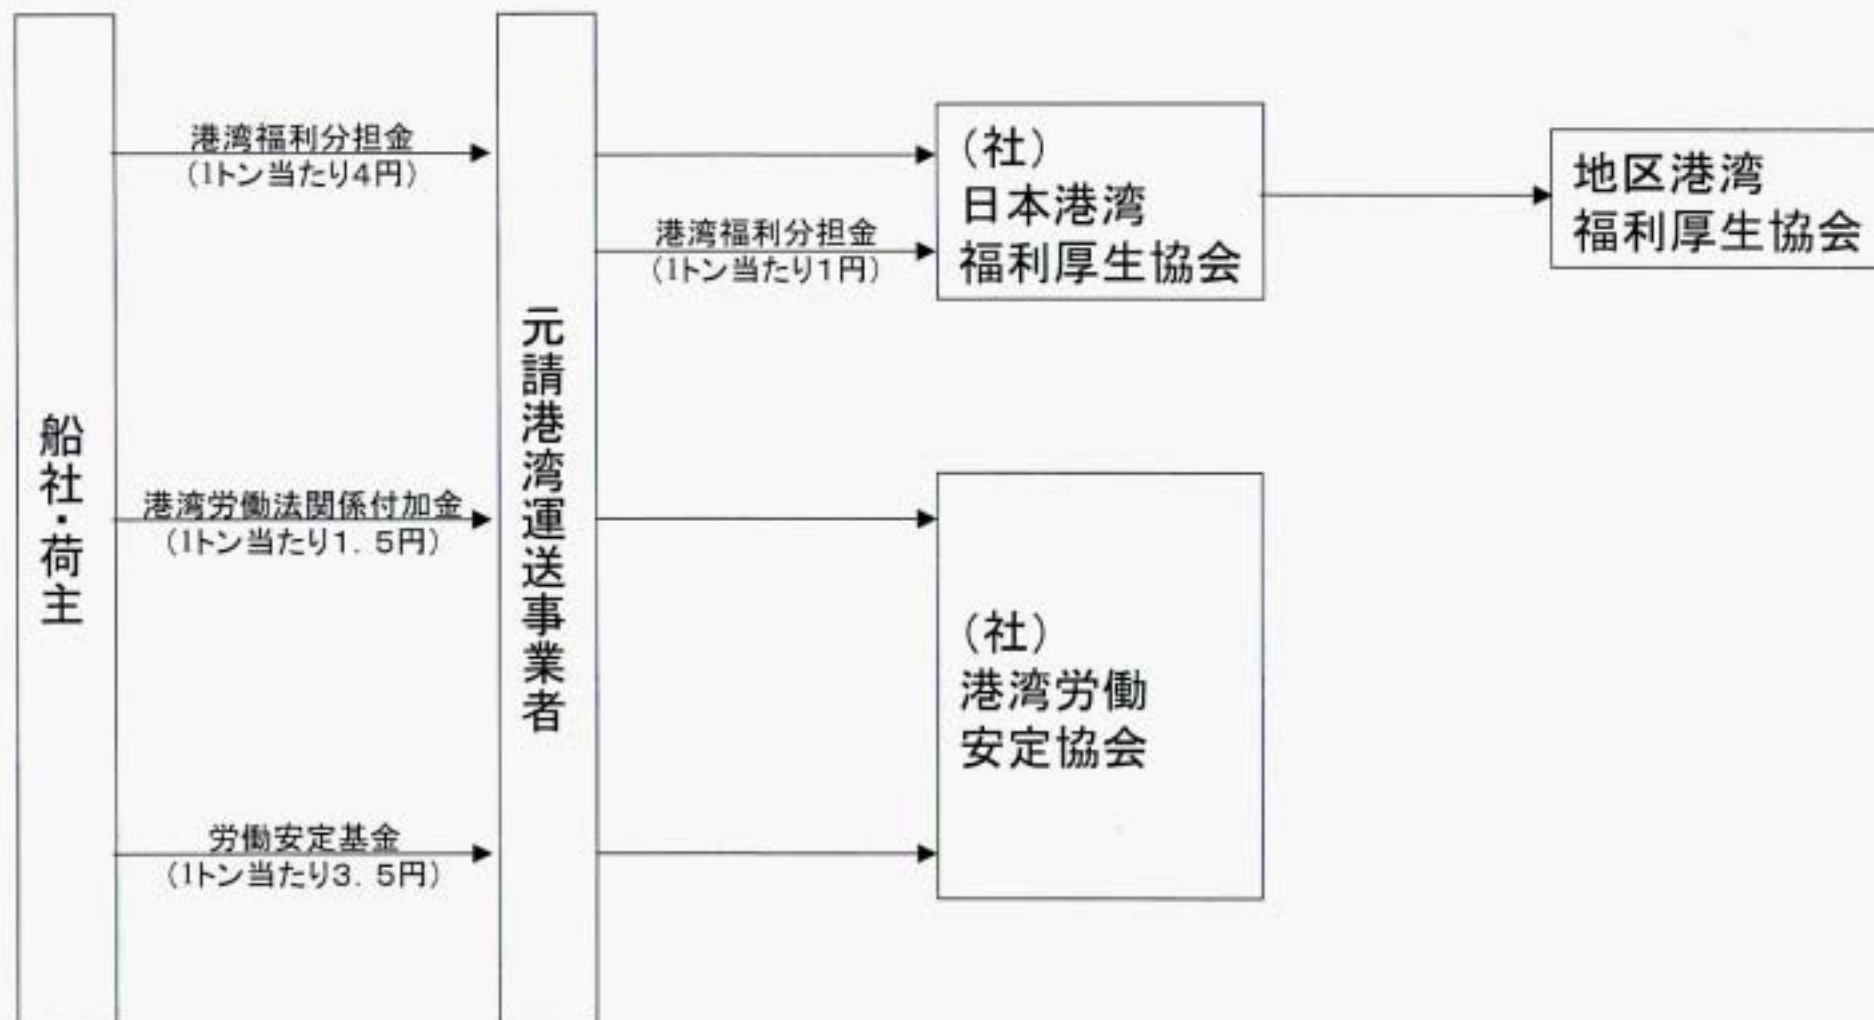 船社・荷主
港湾福利分担金
(1トン当たり4円)
港湾労働法関係付加金
(1トン当たり1．5円)
労働安定基金
(1トン当たり3．5円)
元請港湾運送事業者
港湾福利分担金
(1トン当たり1円)
(社)
日本港湾
福利厚生協会
(社)
港湾労働
安定協会
地区港湾
福利厚生協会